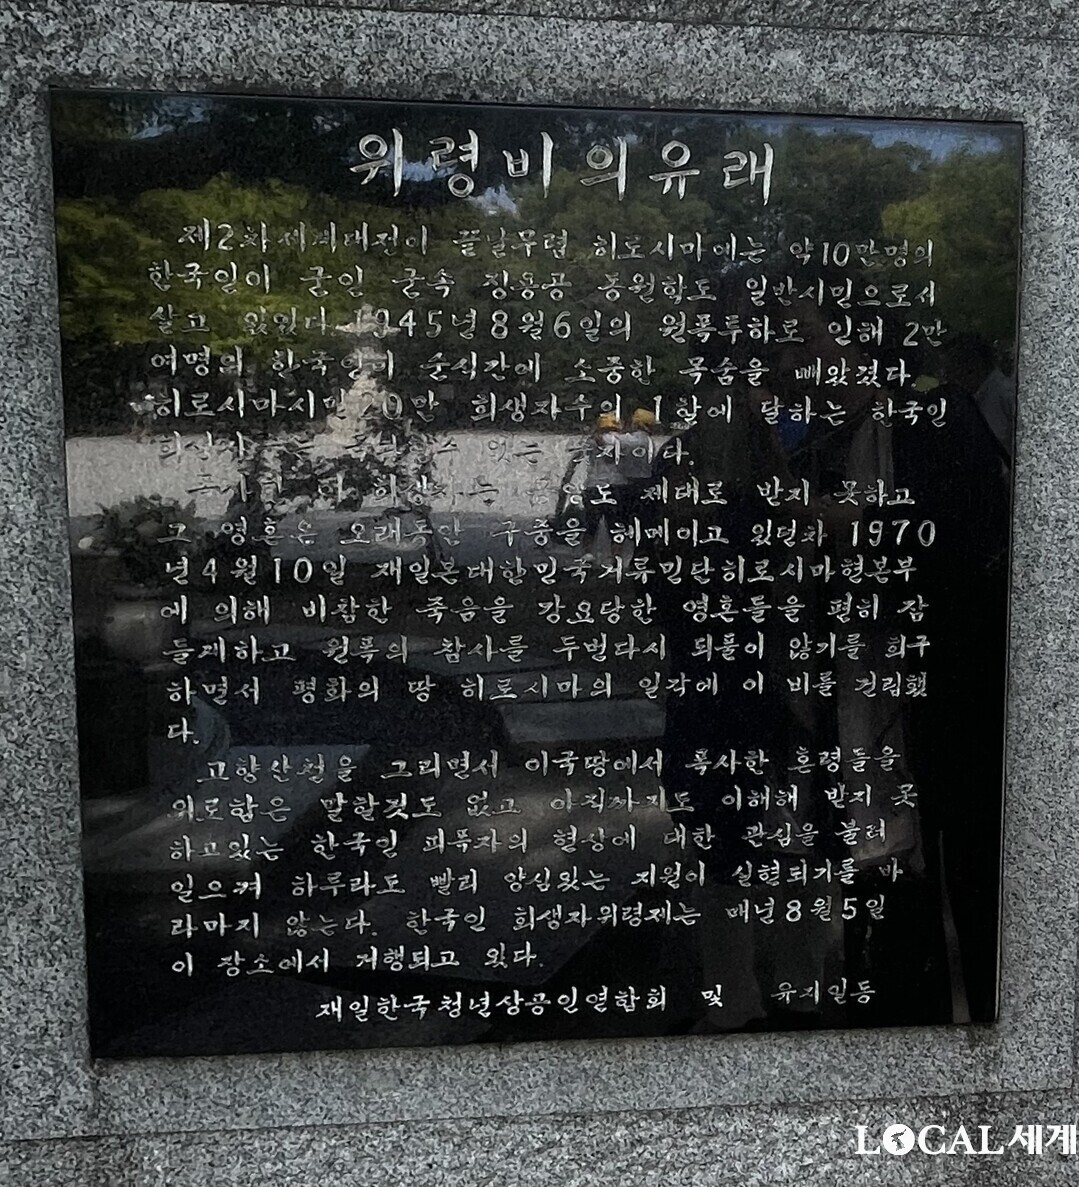 위령비의유래
제2차세계대전이 끝날무렵 히로시마에는 약10만명의
한국인이 군인 군속 징용공 동원학도 일반시민으로서
살고 있었다 1945년8월6일의 원폭투하로 인해 2만
여명의 한국인이 순식간에 소중한 목숨을 빼앗겼다.
히로시마시민20만 희생자수의 1할에 달하는 한국인
희생자 는 수 있는 숫자이다.
희생자는 공양도 제대로 받지 못하고
그 영혼은 오래동안 구중을 헤메이고 있던차 1970
년4월10일 재일본대한민국거류민단히로시마현본부
에 의해 비참한 죽음을 강요당한 영혼들을 편히 잠
들게하고 원폭의 참사를 두번다시 되풀이 않기를 희구
하면서 평화의 땅 히로시마의 일각에 이 비를 건립했
다.
고향산천을 그리면서 이국땅에서 폭사한 혼령들을
위로함은 말할것도 없고 아직까지도 이해해 받지 못
하고있는 한국인 피폭자의 현상에 대한 관심을 불러
일으켜 하루라도 빨리 양심있는 지원이 실현되기를 바
라마지 않는다. 한국인 희생자위령제는 매년8월5일
이 장소에서 거행되고 있다.
재일한국청년상공인연합회 및 유지일동
LOCAL세계